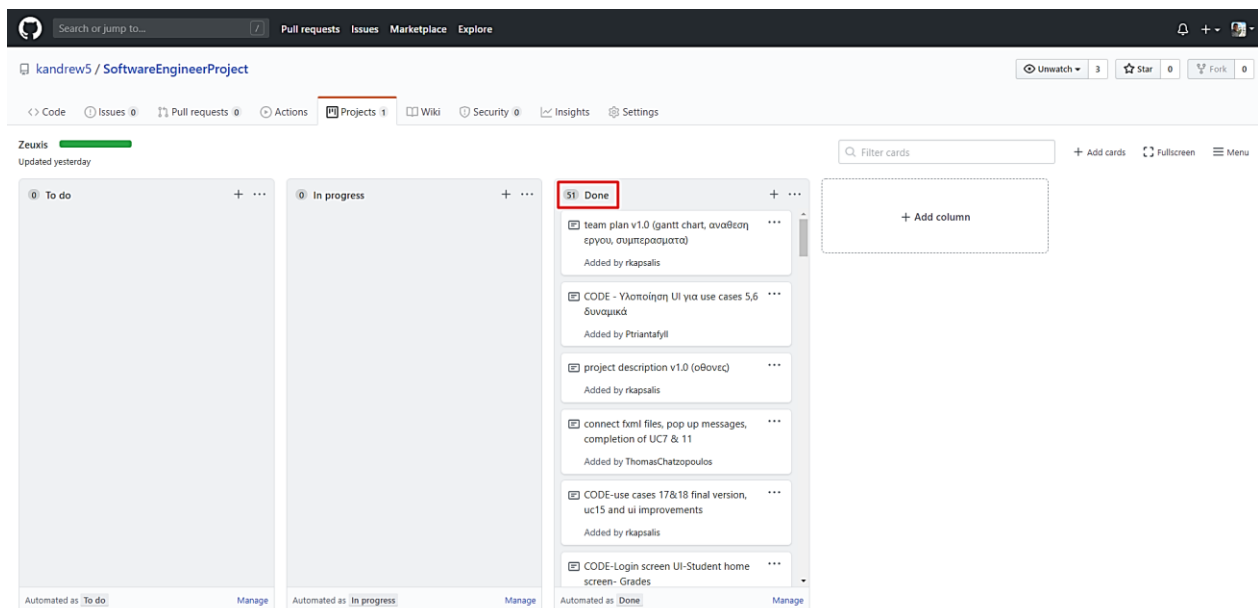 Search or jump to... / Pull requests Issues Marketplace Explore
kandrew5 / SoftwareEngineerProject Unwatch 3 Star 0 Fork 0
Code Issues 0 Pull requests 0 Actions Projects 1 Wiki Security 0 Insights Settings
Zeuxis
Updated yesterday
Filter cards + Add cards Fullscreen Menu
0 To do
Automated as To do Manage
0 In progress
Automated as In progress Manage
51 Done
team plan v1.0 (gantt chart, αναθεση
εργου, συμπερασματα)
Added by rkapsalis
CODE - Υλοποίηση UI για use cases 5,6
δυναμικά
Added by Ptriantafyll
project description v1.0 (οθονες)
Added by rkapsalis
connect fxml files, pop up messages,
completion of UC7 & 11
Added by ThomasChatzopoulos
CODE-use cases 17&18 final version,
uc15 and ui improvements
Added by rkapsalis
CODE-Login screen UI-Student home
screen- Grades
Automated as Done Manage
+ Add column